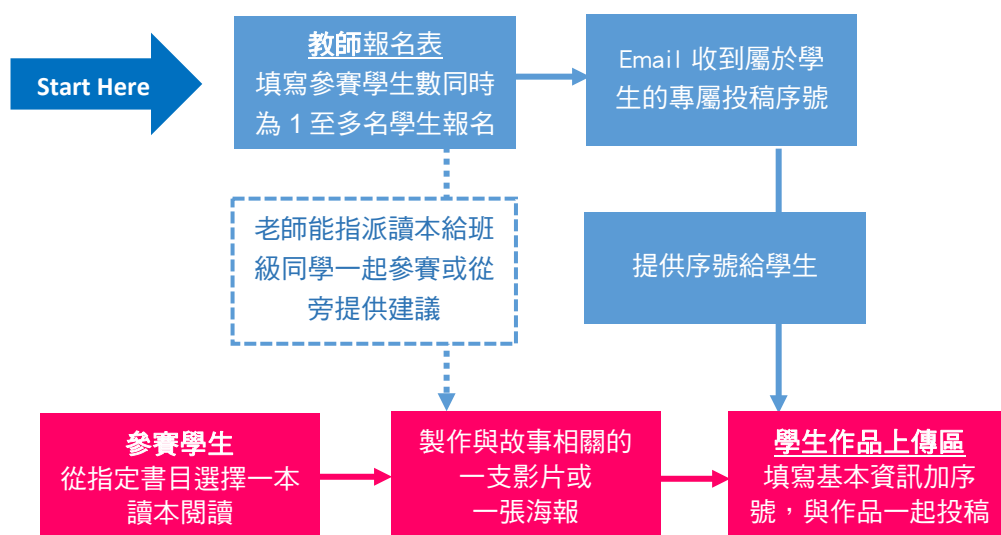 Start Here
教師報名表
填寫參賽學生數同時
為 1 至多名學生報名
Email 收到屬於學
生的專屬投稿序號
老師能指派讀本給班
級同學一起參賽或從
旁提供建議
提供序號給學生
參賽學生
從指定書目選擇一本
讀本閱讀
製作與故事相關的
一支影片或
一張海報
學生作品上傳區
填寫基本資訊加序
號，與作品一起投稿